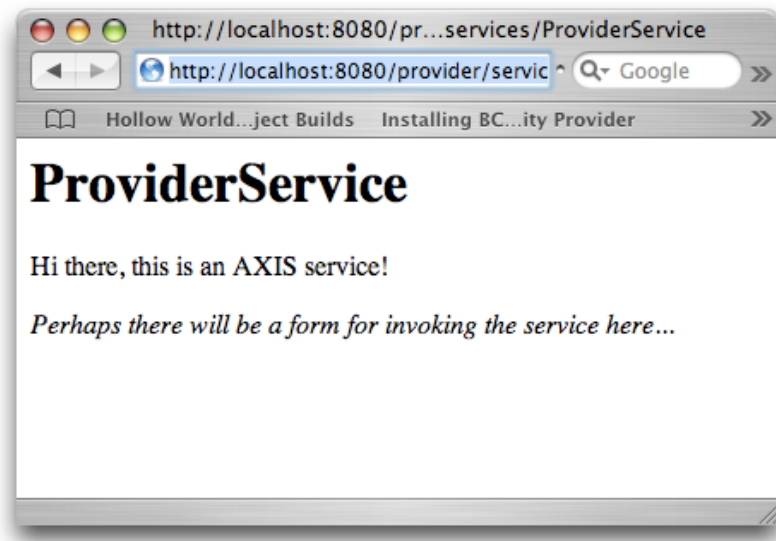 http://localhost:8080/pr...services/ProviderService
http://localhost:8080/provider/servic
Google
Hollow World...ject Builds Installing BC...ity Provider
ProviderService
Hi there, this is an AXIS service!
Perhaps there will be a form for invoking the service here...